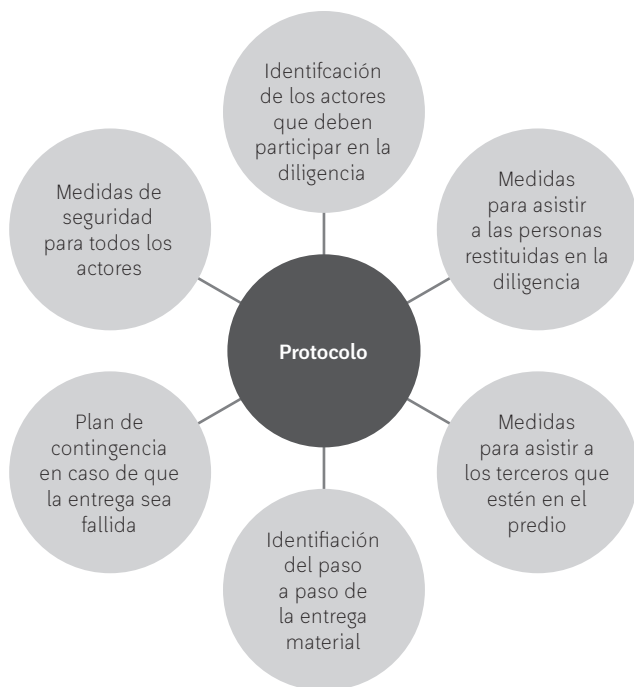 Identifcación
de los actores
que deben
participar en la
diligencia
Medidas
para asistir
a las personas
restituidas en la
diligencia
Medidas
para asistir a
los terceros que
estén en el
predio
Identifiación
del paso
a paso de
la entrega
material
Plan de
contingencia
en caso de que
la entrega sea
fallida
Medidas de
seguridad
para todos los
actores
Protocolo